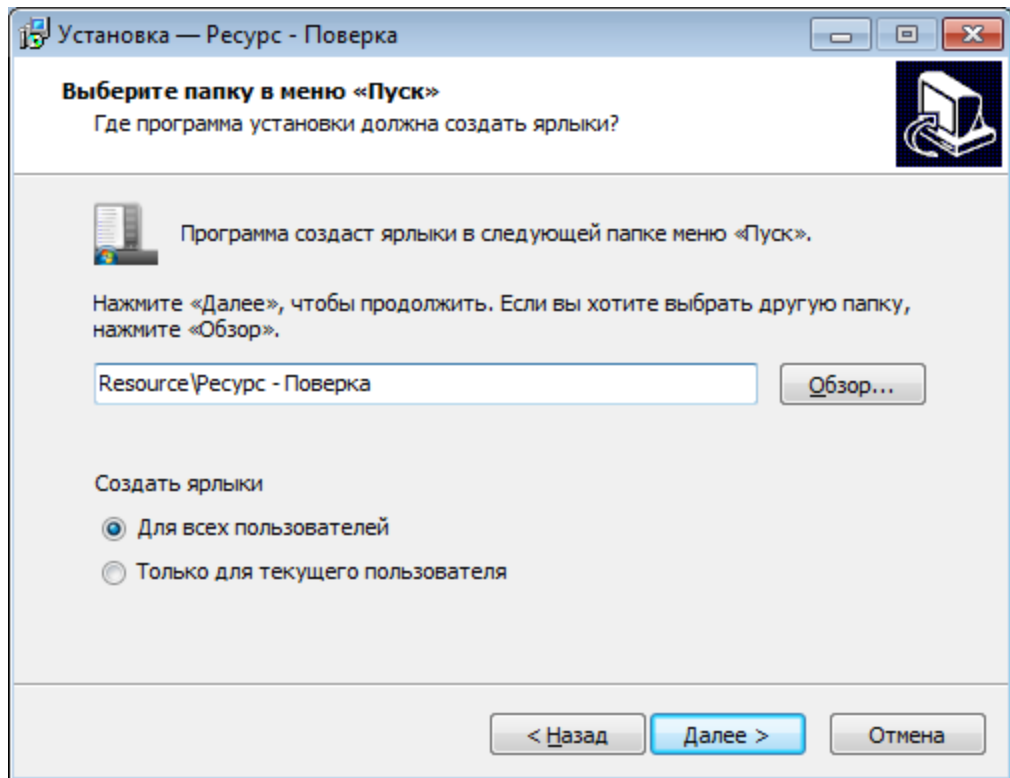 Установка — Ресурс - Поверка
Выберите папку в меню «Пуск»
Где программа установки должна создать ярлыки?
Программа создаст ярлыки в следующей папке меню «Пуск».
Нажмите «Далее», чтобы продолжить. Если вы хотите выбрать другую папку,
нажмите «Обзор».
Resource\Ресурс - Поверка
Обзор...
Создать ярлыки
Для всех пользователей
Только для текущего пользователя
< Назад
Далее >
Отмена